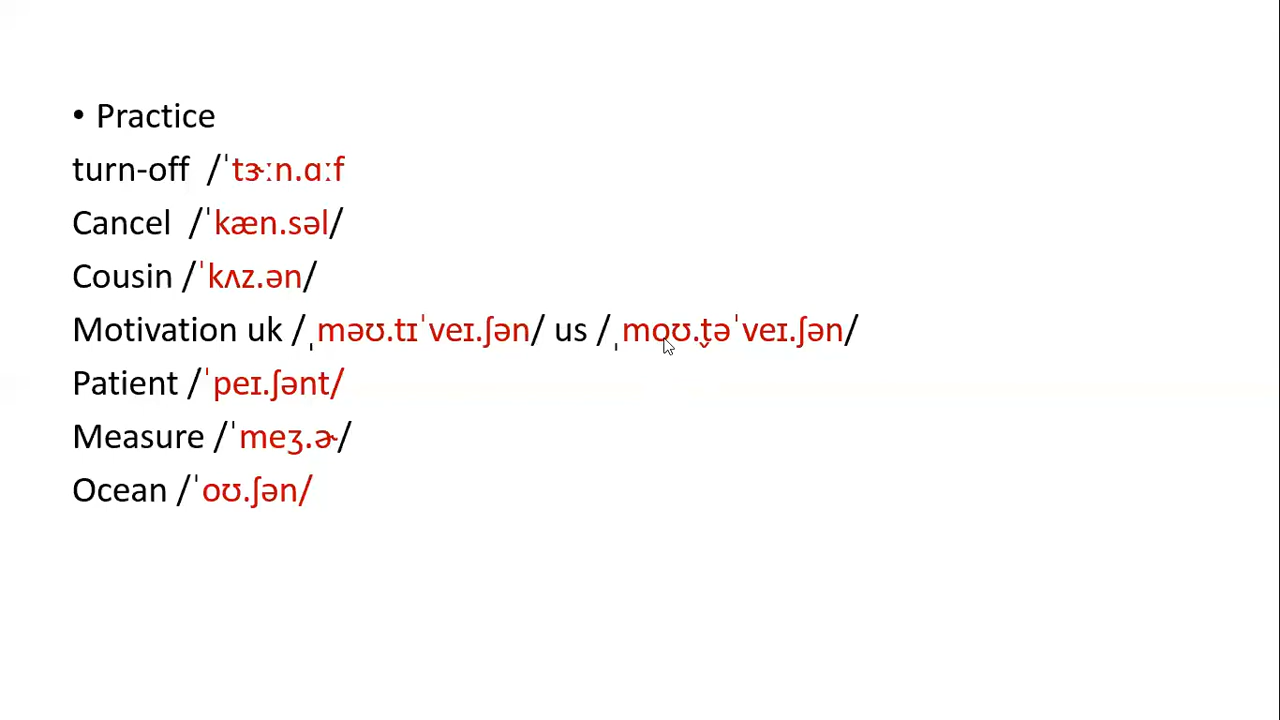 • Practice
turn-off /ˈtɝːn.ɑːf
Cancel /ˈkæn.səl/
Cousin /ˈkʌz.ən/
Motivation uk /ˌməʊ.tɪˈveɪ.ʃən/ us /ˌmoʊ.t̬əˈveɪ.ʃən/
Patient /ˈpeɪ.ʃənt/
Measure /ˈmeʒ.ɚ/
Ocean /ˈoʊ.ʃən/